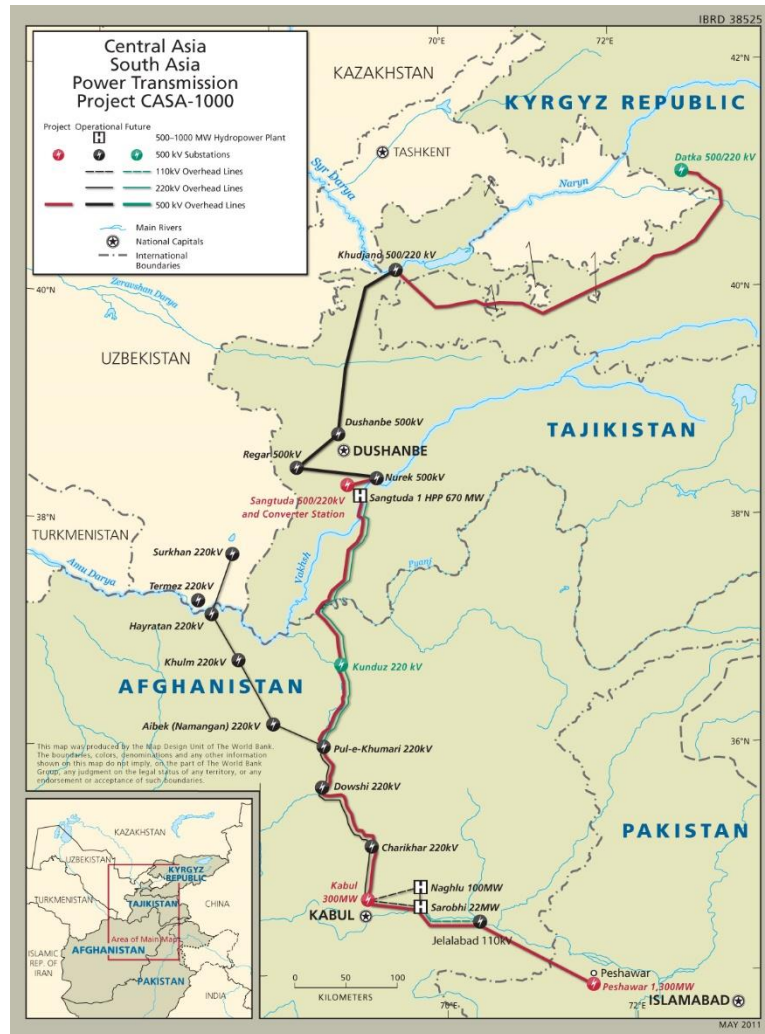 IBRD 38525
Central Asia
South Asia
Power Transmission
Project CASA-1000
Project Operational Future
H 500–1000 MW Hydropower Plant
500 kV Substations
110kV Overhead Lines
220kV Overhead Lines
500 kV Overhead Lines
Main Rivers
National Capitals
International
Boundaries
70°E
72°E
42°N
KAZAKHSTAN
KYRGYZ REPUBLIC
TASHKENT
Syr Darya
Naryn
Datka 500/220 kV
Khudjand 500/220 kV
40°N
40°N
Zeravshan Darya
UZBEKISTAN
Dushanbe 500kV
DUSHANBE
TAJIKISTAN
Regar 500kV
Nurek 500kV
Sangtuda 500/220kV
and Converter Station
H
Sangtuda 1 HPP 670 MW
38°N
38°N
TURKMENISTAN
Surkhan 220kV
Vakhsh
Pyanj
Amu Darya
Termez 220kV
Hayratan 220kV
Khulm 220kV
Kunduz 220 kV
AFGHANISTAN
Aibek (Namangan) 220kV
Pul-e-Khumari 220kV
36°N
This map was produced by the Map Design Unit of The World Bank.
The boundaries, colors, denominations and any other information
shown on this map do not imply, on the part of The World Bank
Group, any judgment on the legal status of any territory, or any
endorsement or acceptance of such boundaries.
Dowshi 220kV
Charikhar 220kV
PAKISTAN
Kabul
300MW
H Naghlu 100MW
H Sarobhi 22MW
KABUL
Jelalabad 110kV
Peshawar
Peshawar 1,300MW
ISLAMABAD
0 50 100
KILOMETERS
70°E
72°E
KAZAKHSTAN
UZBEKISTAN
KYRGYZ
REPUBLIC
TURKMENISTAN
TAJIKISTAN
CHINA
Area of Main Map
AFGHANISTAN
ISLAMIC
REP. OF
IRAN
PAKISTAN
INDIA
MAY 2011